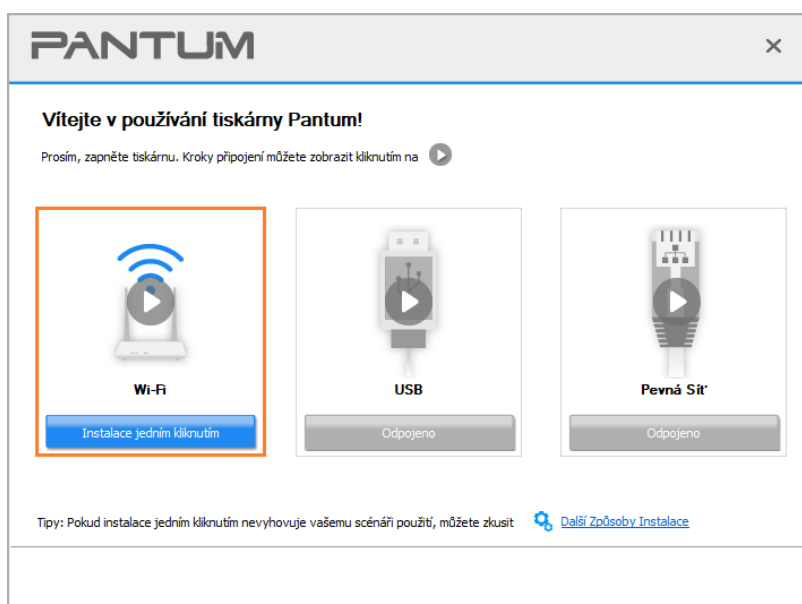 PANTUM
Vítejte v používání tiskárny Pantum!
Prosím, zapněte tiskárnu. Kroky připojení můžete zobrazit kliknutím na
Wi-Fi
USB
Pevná Síť
Instalace jedním kliknutím
Odpojeno
Odpojeno
Tipy: Pokud instalace jedním kliknutím nevyhovuje vašemu scénáři použití, můžete zkusit
Další Způsoby Instalace